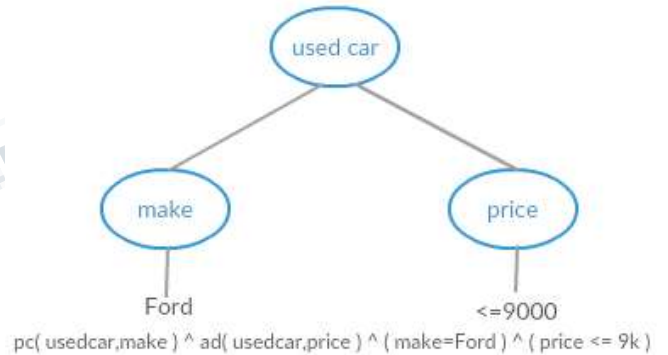 used car
make
price
Ford
<=9000
pc( usedcar,make ) ^ ad( usedcar,price ) ^ ( make=Ford ) ^ ( price <= 9k )